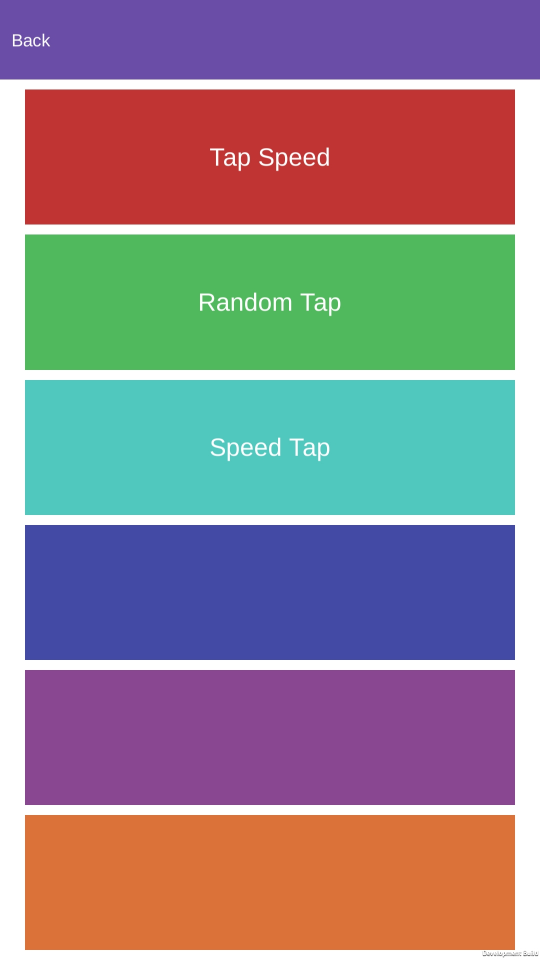 Back
Tap Speed
Random Tap
Speed Tap
Development Build